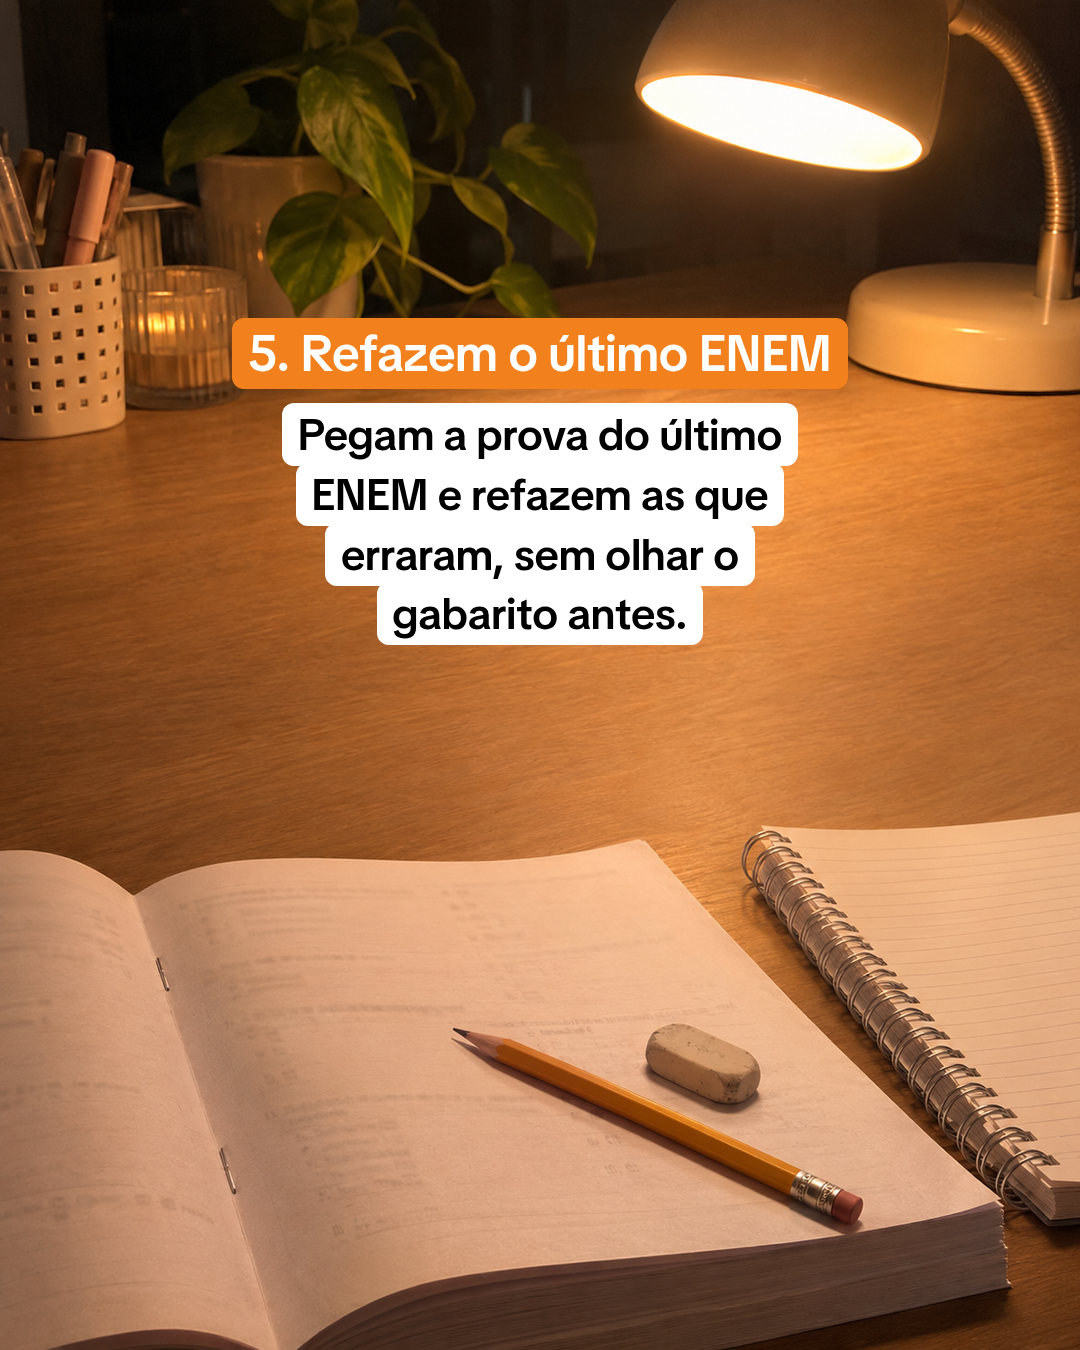 5. Refazem o último ENEM
Pegam a prova do último
ENEM e refazem as que
erraram, sem olhar o
gabarito antes.